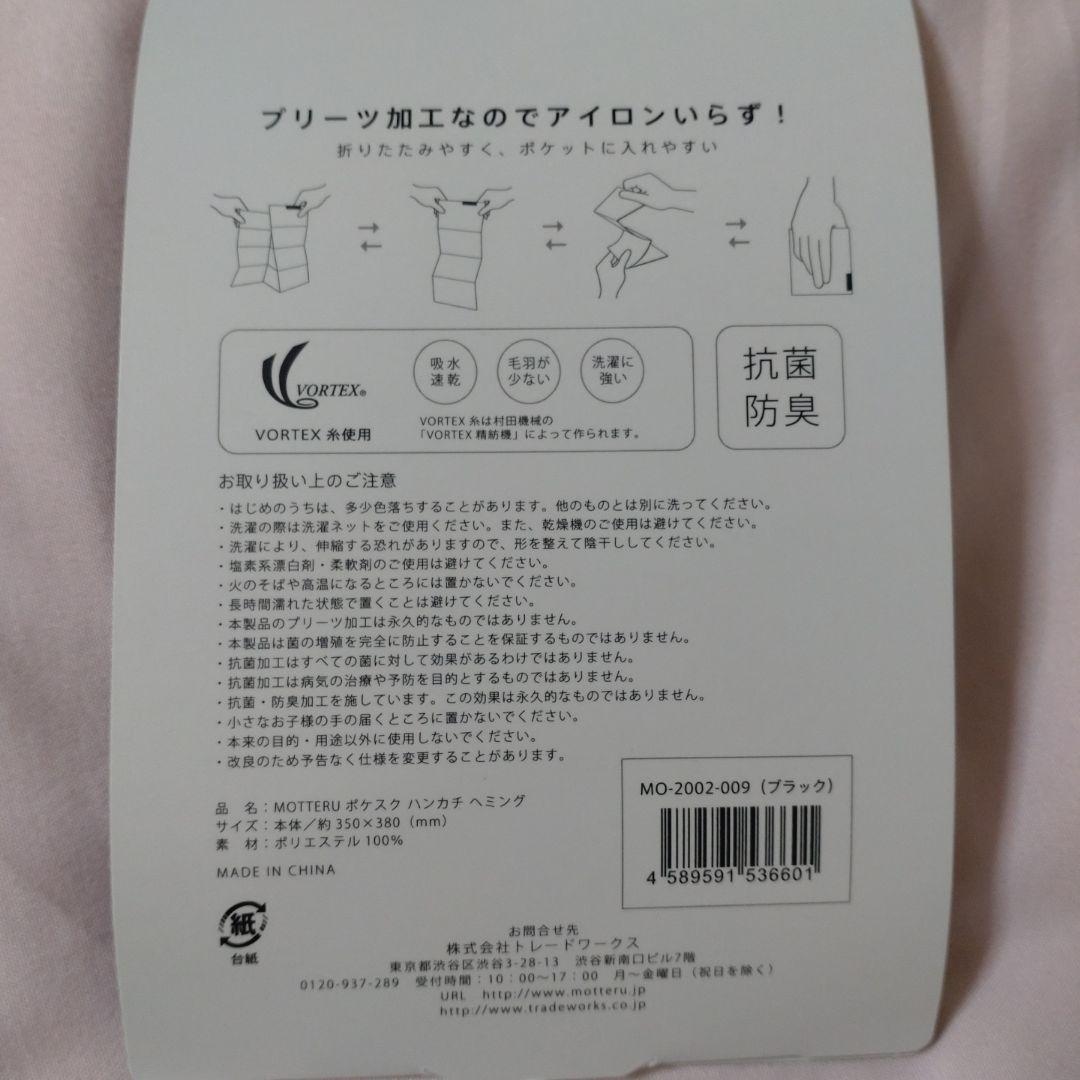 プリーツ加工なのでアイロンいらず！
折りたたみやすく、ポケットに入れやすい
VORTEX®
VORTEX 糸使用
吸水
速乾
毛羽が
少ない
洗濯に
強い
VORTEX 糸は村田機械の
「VORTEX 精紡機」によって作られます。
抗菌
防臭
お取り扱い上のご注意
・はじめのうちは、多少色落ちすることがあります。他のものとは別に洗ってください。
・洗濯の際は洗濯ネットをご使用ください。また、乾燥機のご使用は避けてください。
・洗濯により、伸縮する恐れがありますので、形を整えて陰干ししてください。
・塩素系漂白剤・柔軟剤のご使用は避けてください。
・火のそばや高温になるところには置かないでください。
・長時間濡れた状態で置くことは避けてください。
・本製品のプリーツ加工は永久的なものではありません。
・本製品は菌の増殖を完全に防止することを保証するものではありません。
・抗菌加工はすべての菌に対して効果があるわけではありません。
・抗菌加工は病気の治療や予防を目的とするものではありません。
・抗菌・防臭加工を施しています。この効果は永久的なものではありません。
・小さなお子様の手の届くところに置かないでください。
・本来の目的・用途以外に使用しないでください。
・改良のため予告なく仕様を変更することがあります。
品　名：MOTTERU ポケスク ハンカチ ヘミング
サイズ：本体／約 350×380（mm）
素　材：ポリエステル 100%
MADE IN CHINA
MO-2002-009（ブラック）
4 589591 536601
紙
台紙
お問合せ先
株式会社トレードワークス
東京都渋谷区渋谷3-28-13　渋谷新南口ビル7階
0120-937-289　受付時間：10：00〜17：00　月〜金曜日（祝日を除く）
URL　http://www.motteru.jp
http://www.tradeworks.co.jp